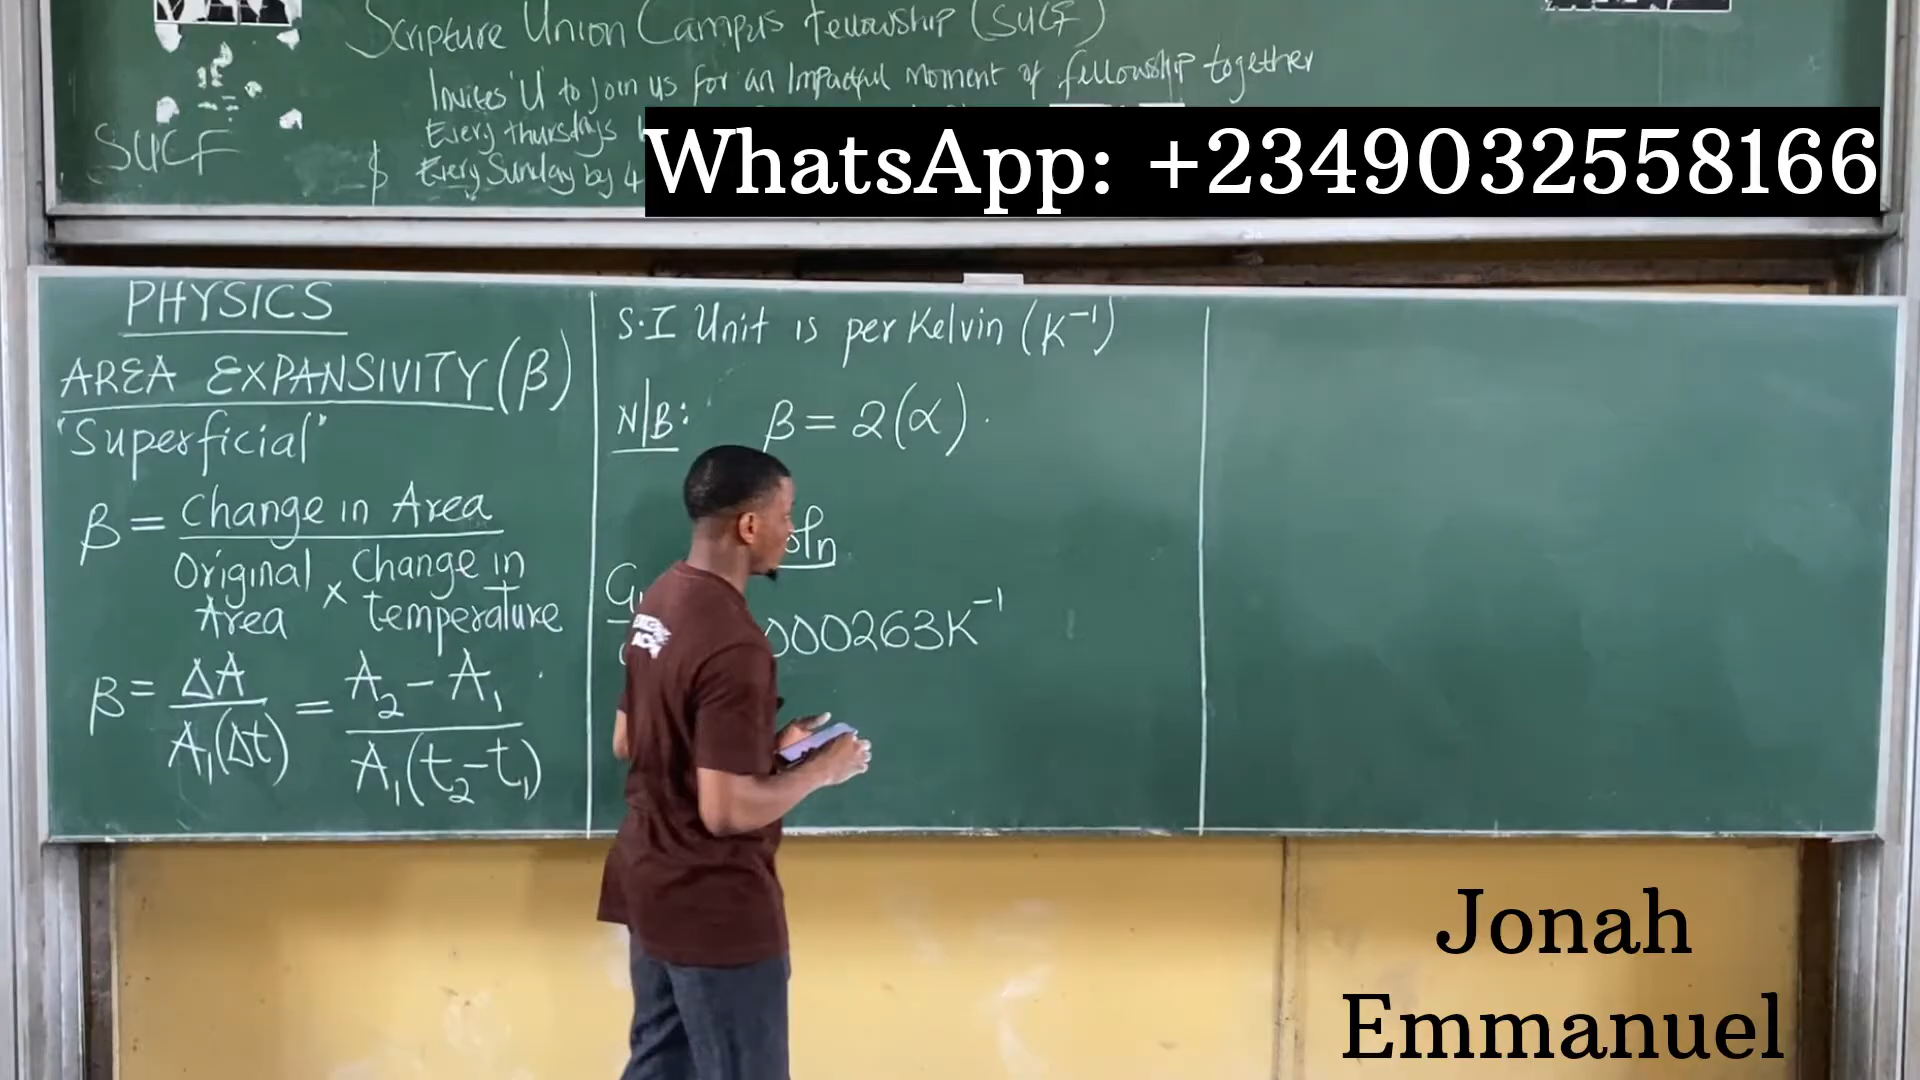 Scripture Union Campus Fellowship (SUCF)
Invites 'U' to join us for an Impactful Moment of fellowship together
Every thursdays
Every Sunday by 4
SUCF
$
WhatsApp: +2349032558166
PHYSICS
AREA EXPANSIVITY (β)
"Superficial"
β = Change in Area
Original Area × Change in temperature
β = ΔA / A₁(Δt) = A₂ - A₁ / A₁(t₂-t₁)
S.I Unit is per Kelvin (K⁻¹)
N/B: β = 2(α).
oln
G
000263K⁻¹
Jonah
Emmanuel